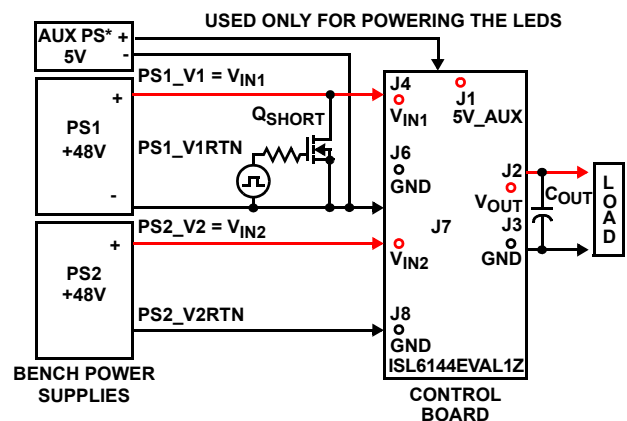 USED ONLY FOR POWERING THE LEDS
AUX PS* +
5V -
+
PS1
+48V
-
PS1_V1 = VIN1
QSHORT
PS1_V1RTN
PS2_V2 = VIN2
+
PS2
+48V
PS2_V2RTN
BENCH POWER
SUPPLIES
J4
VIN1
J1
5V_AUX
J6
GND
J2
VOUT
COUT
J7
J3
GND
VIN2
J8
GND
ISL6144EVAL1Z
LOAD
CONTROL
BOARD